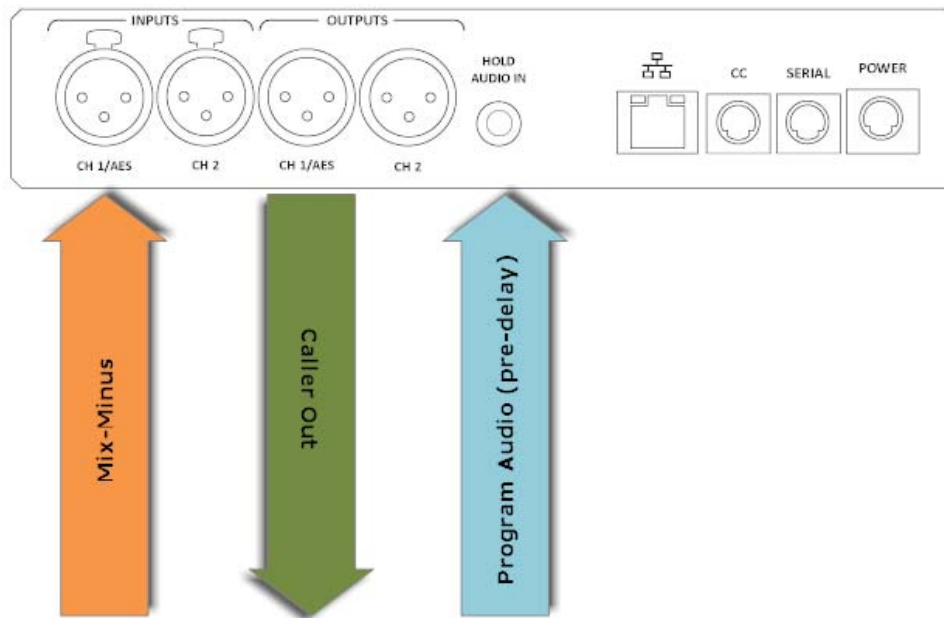 INPUTS
OUTPUTS
HOLD
AUDIO IN
CC
SERIAL
POWER
CH 1/AES
CH 2
CH 1/AES
CH 2
Mix-Minus
Caller Out
Program Audio (pre-delay)